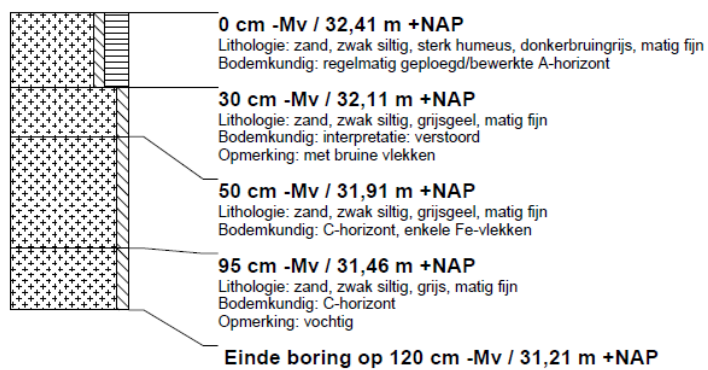 0 cm -Mv / 32,41 m +NAP
Lithologie: zand, zwak siltig, sterk humeus, donkerbruingrijs, matig fijn
Bodemkundig: regelmatig geploegd/bewerkte A-horizont
30 cm -Mv / 32,11 m +NAP
Lithologie: zand, zwak siltig, grijsgeel, matig fijn
Bodemkundig: interpretatie: verstoord
Opmerking: met bruine vlekken
50 cm -Mv / 31,91 m +NAP
Lithologie: zand, zwak siltig, grijsgeel, matig fijn
Bodemkundig: C-horizont, enkele Fe-vlekken
95 cm -Mv / 31,46 m +NAP
Lithologie: zand, zwak siltig, grijs, matig fijn
Bodemkundig: C-horizont
Opmerking: vochtig
Einde boring op 120 cm -Mv / 31,21 m +NAP